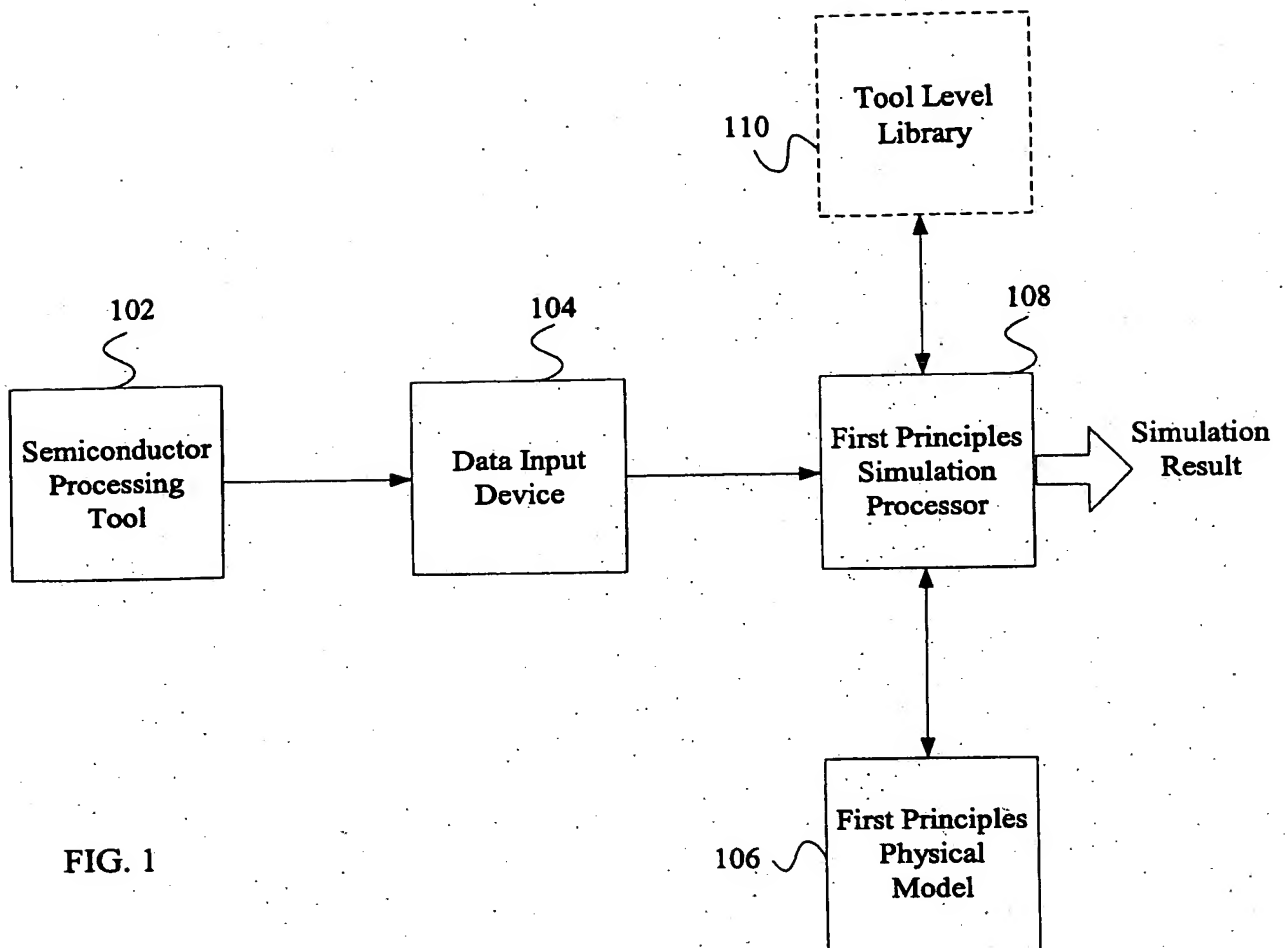 Tool Level
Library
110
102
104
108
Semiconductor
Processing
Tool
Data Input
Device
First Principles
Simulation
Processor
Simulation
Result
First Principles
Physical
Model
106
FIG. 1